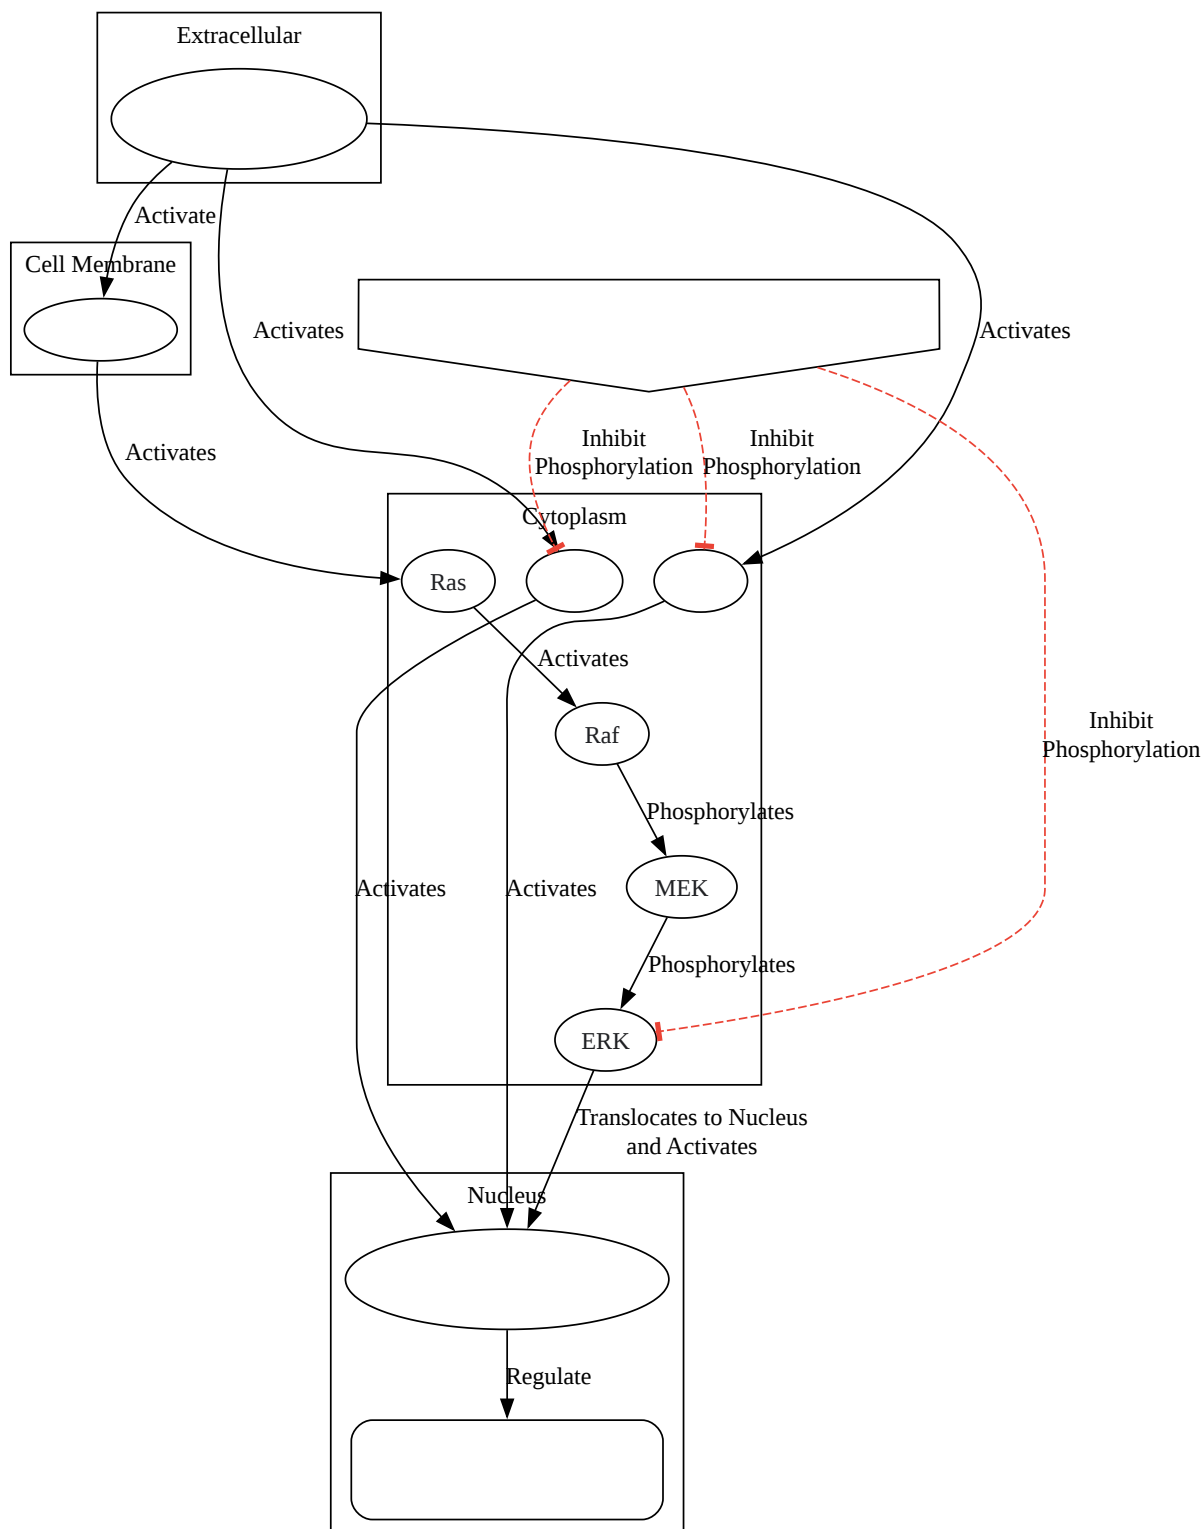 Extracellular
Activate
Cell Membrane
Activates
Activates
Activates
Inhibit
Phosphorylation
Inhibit
Phosphorylation
Cytoplasm
Ras
Activates
Raf
Inhibit
Phosphorylation
Phosphorylates
Activates
Activates
MEK
Phosphorylates
ERK
Translocates to Nucleus
and Activates
Nucleus
Regulate